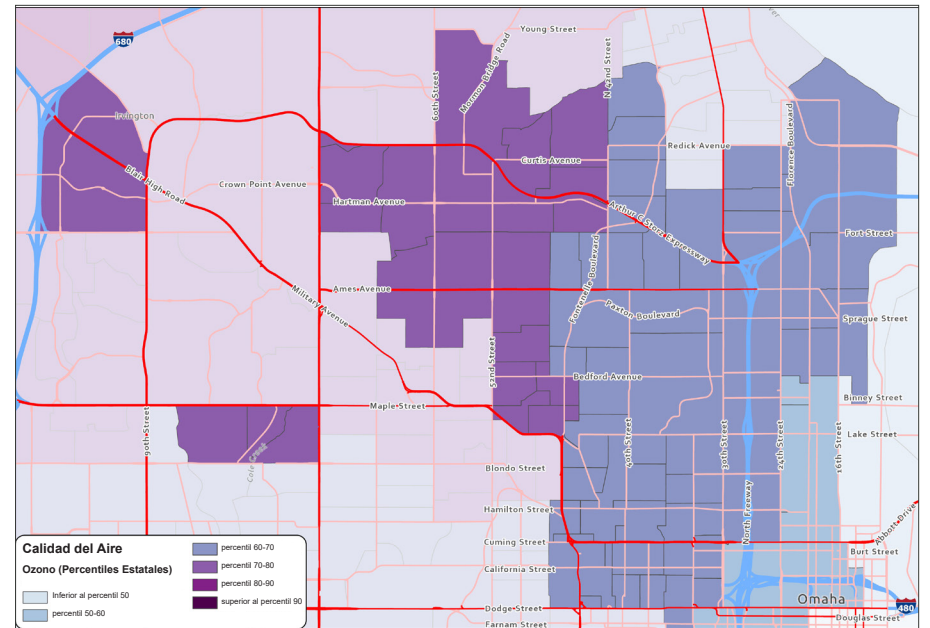 680
Young Street
60th Street
Mormon Bridge Road
N 42nd Street
Irvington
Redick Avenue
Florence Boulevard
Curtis Avenue
Blair High Road
Crown Point Avenue
Hartman Avenue
Arthur C Storz Expressway
Fort Street
Fontenelle Boulevard
Ames Avenue
Military Avenue
Paxton Boulevard
Sprague Street
52nd Street
Bedford Avenue
Binney Street
Maple Street
90th Street
40th Street
30th Street
24th Street
16th Street
Lake Street
Cole Creek
Blondo Street
North Freeway
Hamilton Street
Abbott Drive
Cuming Street
Burt Street
California Street
Omaha
480
Dodge Street
Douglas Street
Farnam Street
Calidad del Aire
Ozono (Percentiles Estatales)
Inferior al percentil 50
percentil 50-60
percentil 60-70
percentil 70-80
percentil 80-90
superior al percentil 90